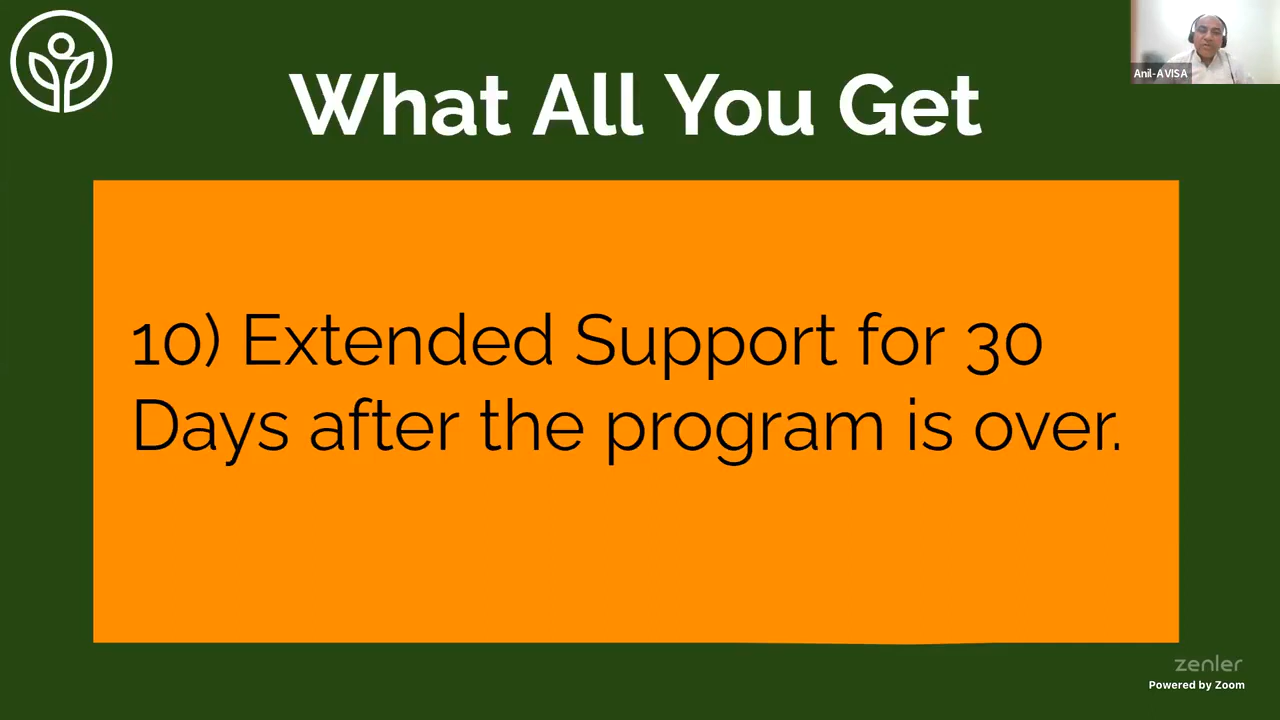 What All You Get
Anil-AVISA
10) Extended Support for 30
Days after the program is over.
zenler
Powered by Zoom